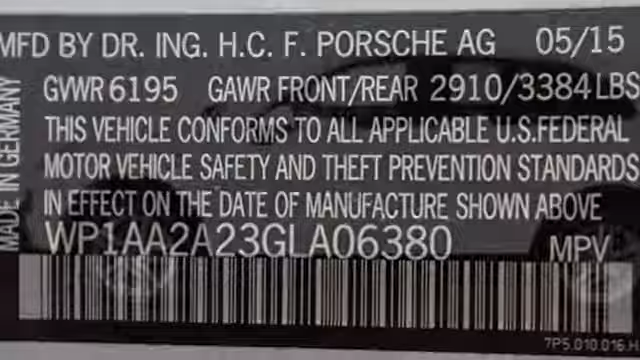 MFD BY DR. ING. H.C. F. PORSCHE AG 05/15
GVWR 6195 GAWR FRONT/REAR 2910/3384 LBS
THIS VEHICLE CONFORMS TO ALL APPLICABLE U.S. FEDERAL
MOTOR VEHICLE SAFETY AND THEFT PREVENTION STANDARDS
IN EFFECT ON THE DATE OF MANUFACTURE SHOWN ABOVE
WP1AA2A23GLA06380 MPV
7P5.010.016.H
MADE IN GERMANY